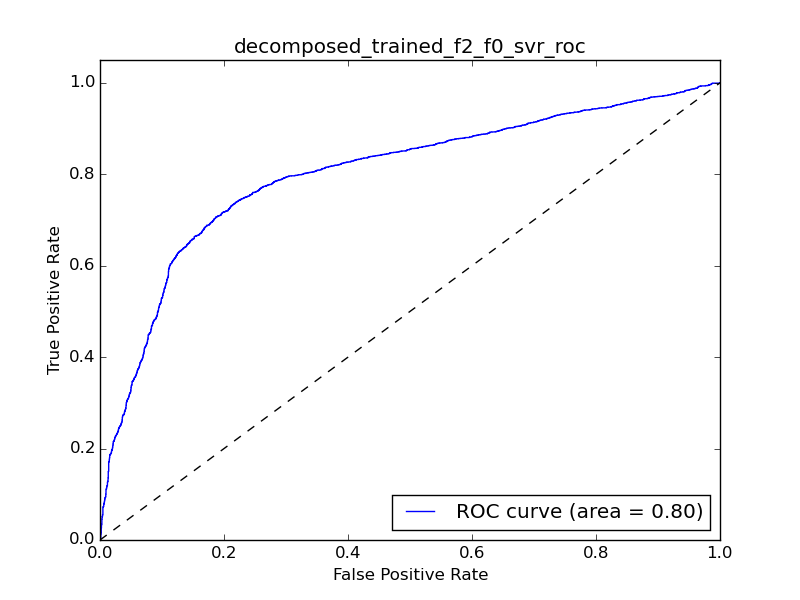 decomposed_trained_f2_f0_svr_roc
1.0
0.8
0.6
0.4
0.2
0.0
True Positive Rate
ROC curve (area = 0.80)
0.0 0.2 0.4 0.6 0.8 1.0
False Positive Rate